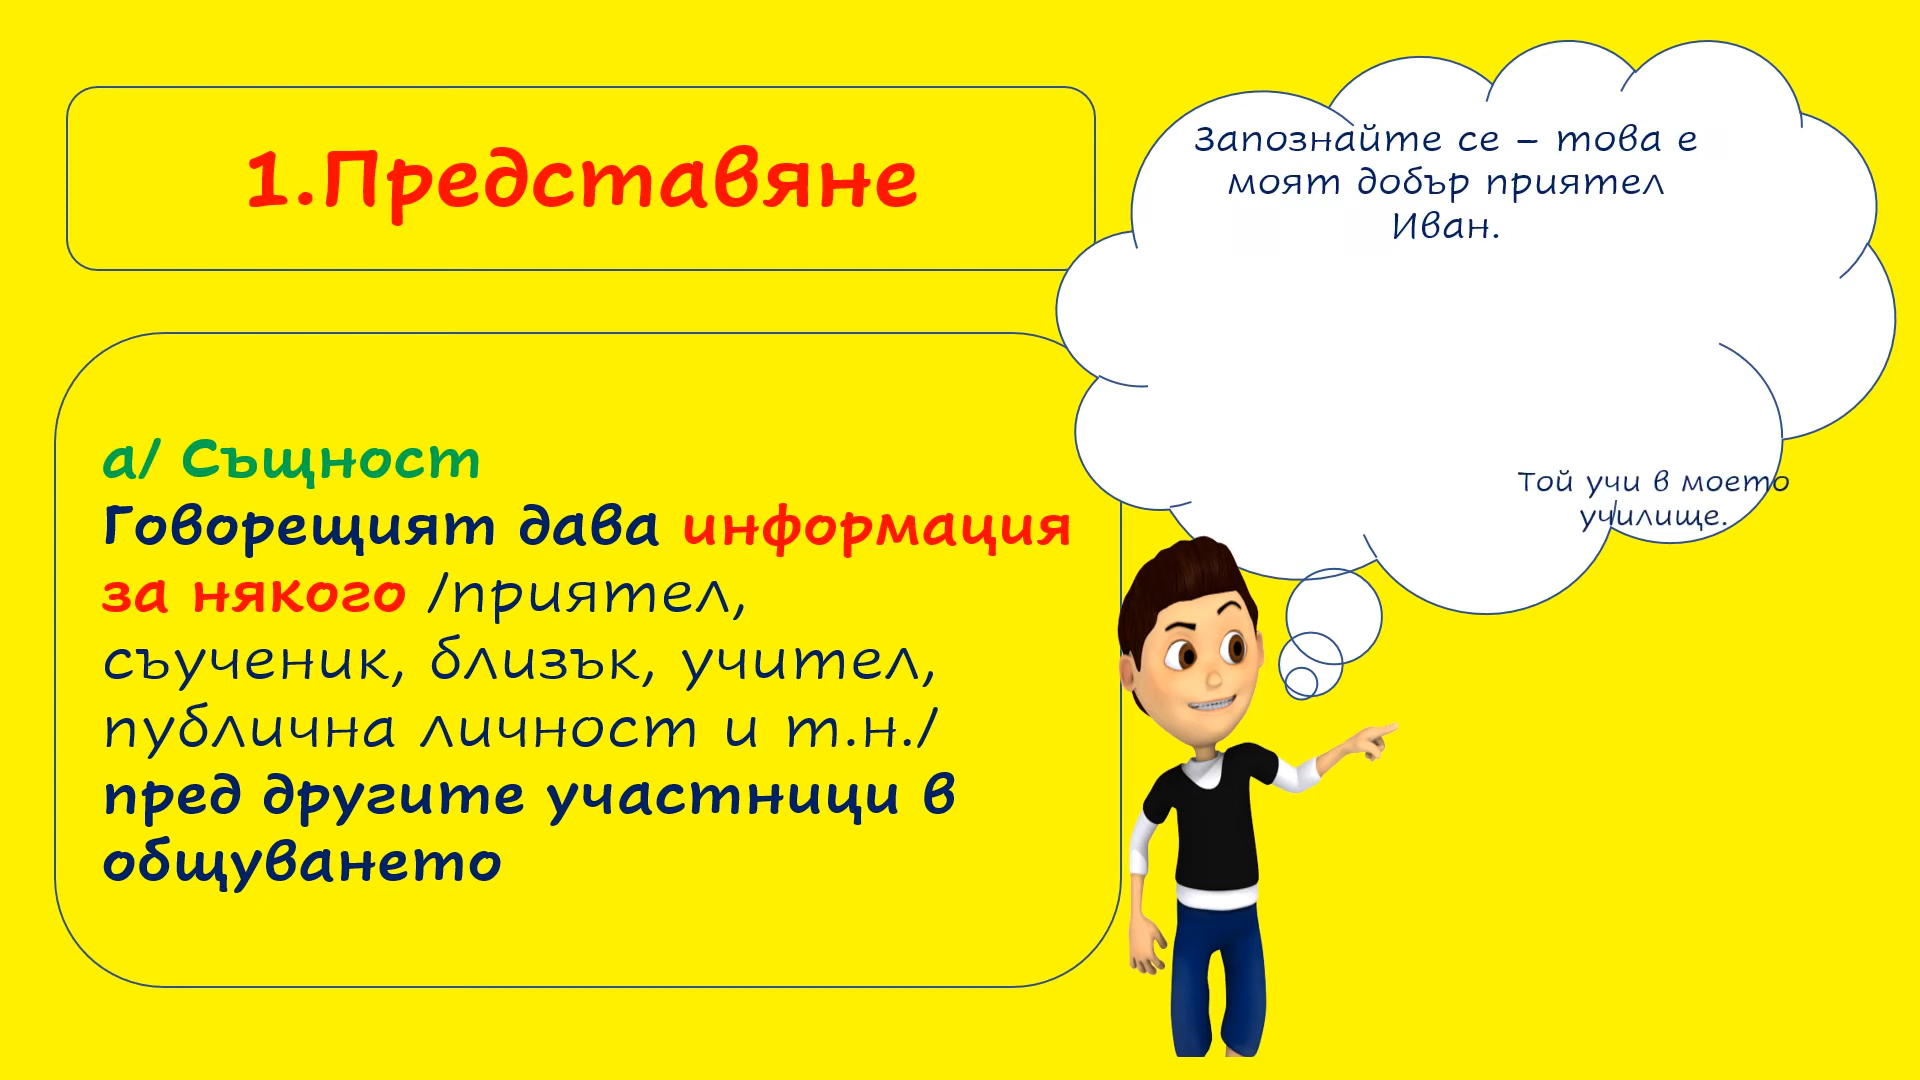 1.Представяне
а/ Същност
Говорещият дава информация
за някого /приятел,
съученик, близък, учител,
публична личност и т.н./
пред другите участници в
общуването
Запознайте се – това е
моят добър приятел
Иван.
Той учи в моето
училище.